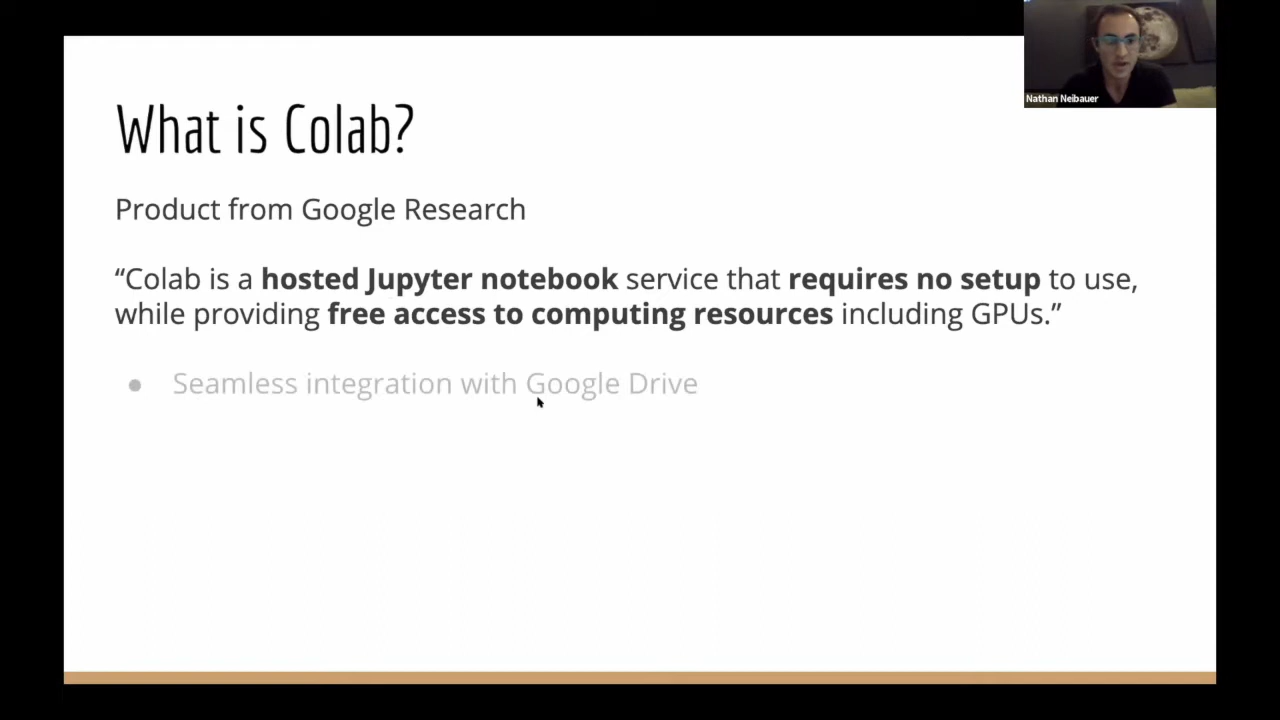 What is Colab?
Product from Google Research
“Colab is a hosted Jupyter notebook service that requires no setup to use,
while providing free access to computing resources including GPUs.”
● Seamless integration with Google Drive
Nathan Neibauer